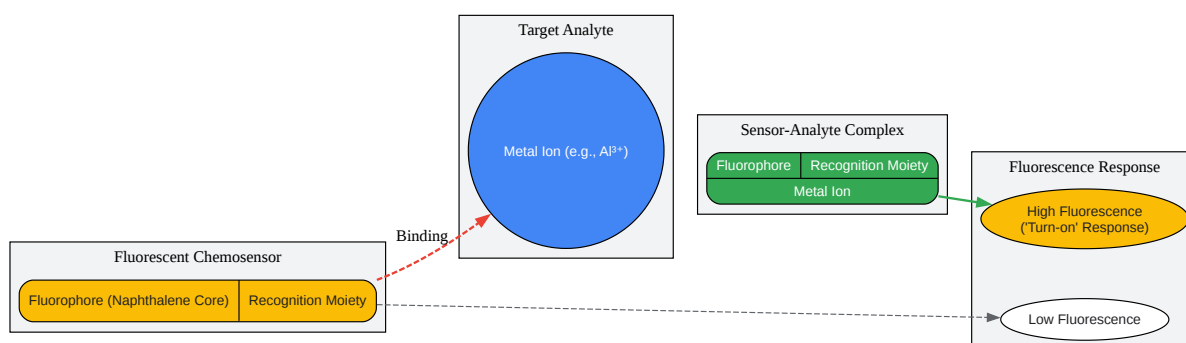 Target Analyte
Metal Ion (e.g., Al³⁺)
Sensor-Analyte Complex
Fluorophore
Recognition Moiety
Metal Ion
Fluorescence Response
High Fluorescence
('Turn-on' Response)
Binding
Fluorescent Chemosensor
Fluorophore (Naphthalene Core)
Recognition Moiety
Low Fluorescence